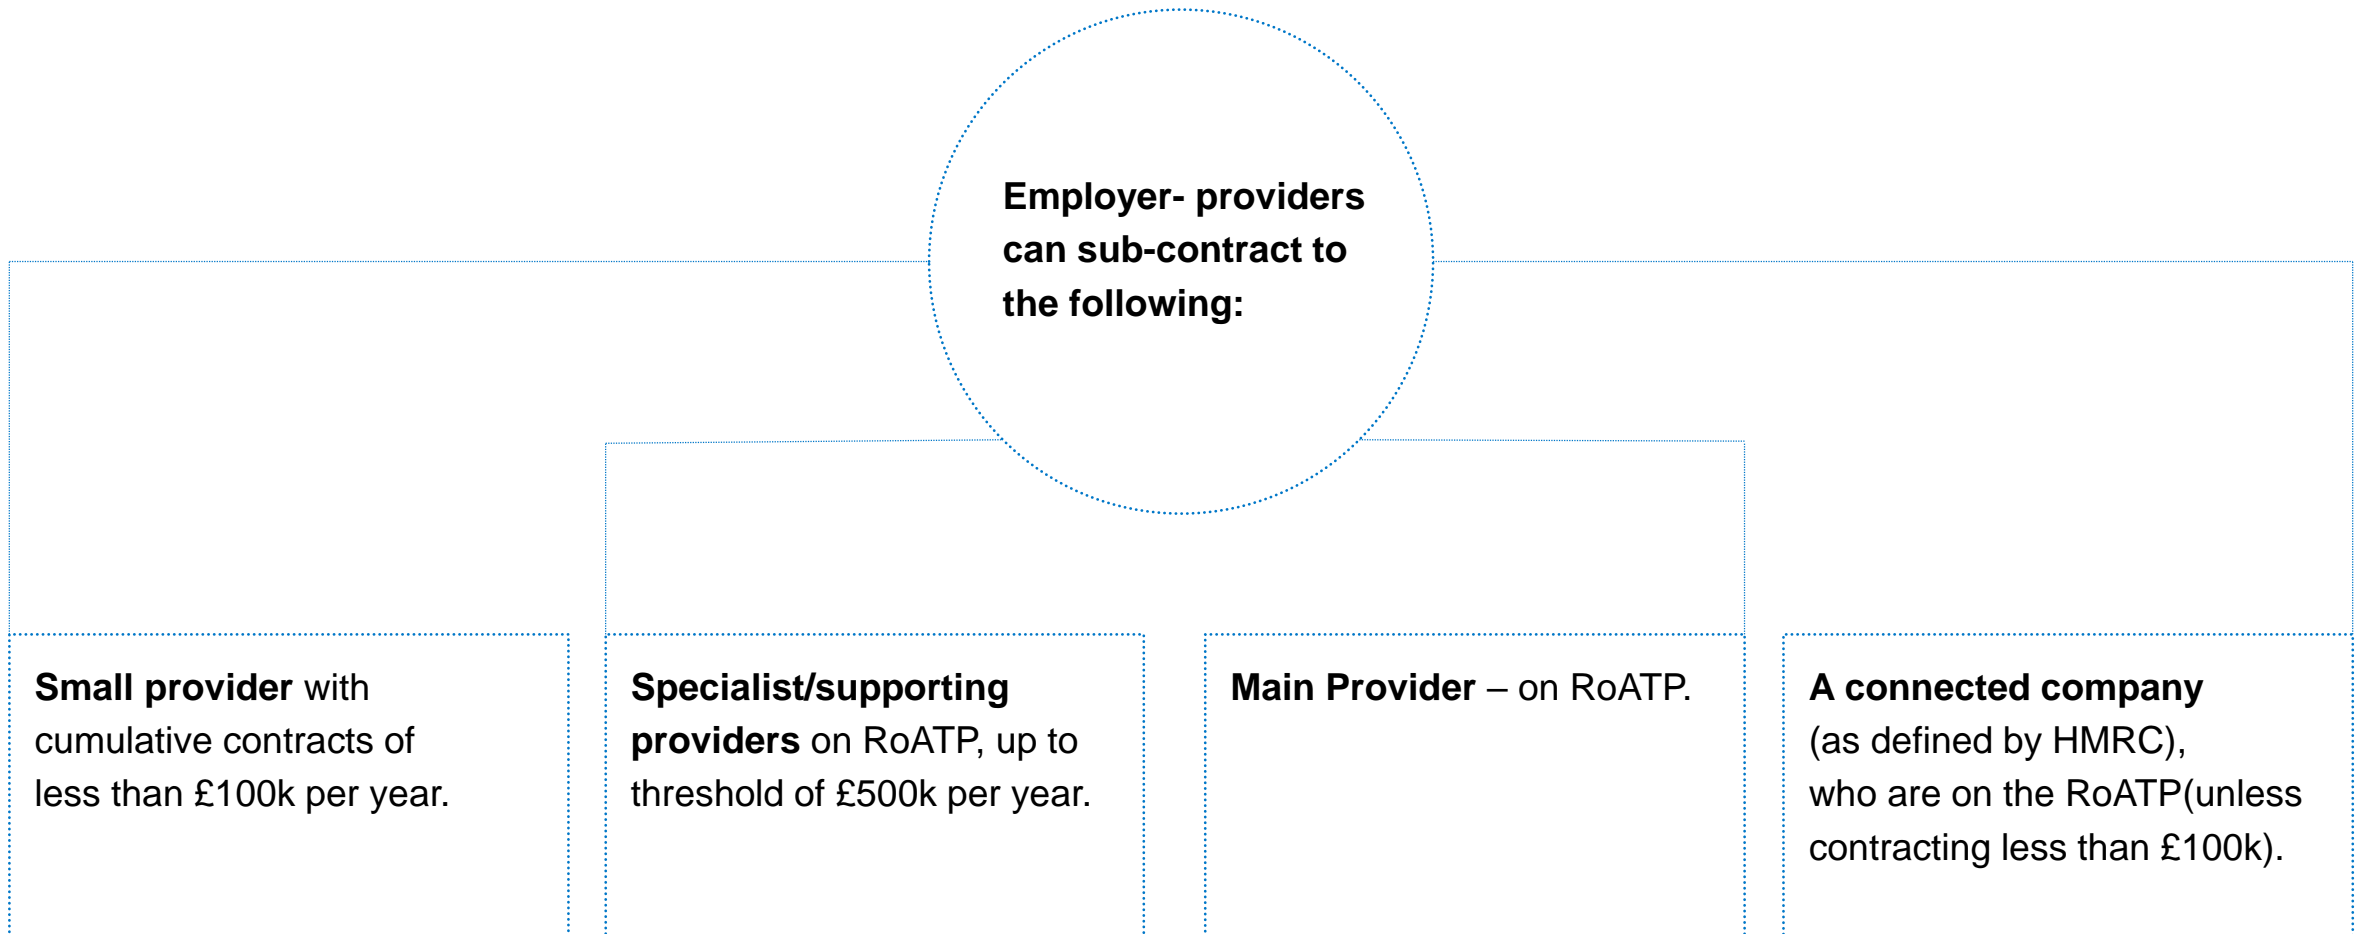 Employer- providers
can sub-contract to
the following:
Small provider with
cumulative contracts of
less than £100k per year.
Specialist/supporting
providers on RoATP, up to
threshold of £500k per year.
Main Provider – on RoATP.
A connected company
(as defined by HMRC),
who are on the RoATP(unless
contracting less than £100k).